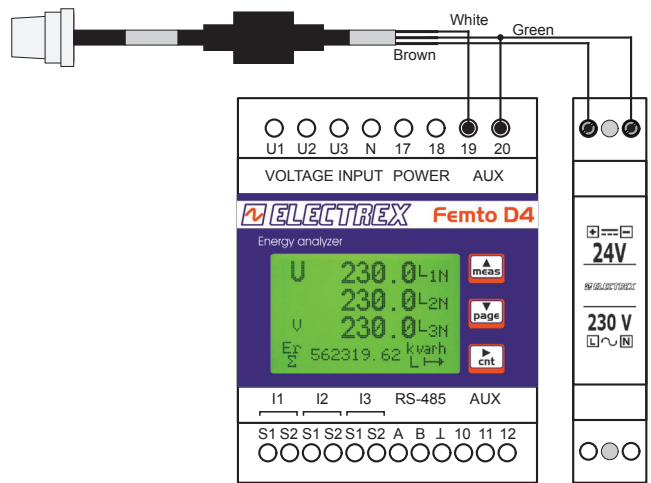 White
Green
Brown
U1 U2 U3 N 17 18 19 20
VOLTAGE INPUT POWER AUX
ELECTREX Femto D4
Energy analyzer
U 230.0 L1N
230.0 L2N
V 230.0 L3N
Er Σ 562319.62 kvarh L
meas
page
cnt
I1 I2 I3 RS-485 AUX
S1 S2 S1 S2 S1 S2 A B ⊥ 10 11 12
+ −
24V
ELECTREX
230 V
L ~ N